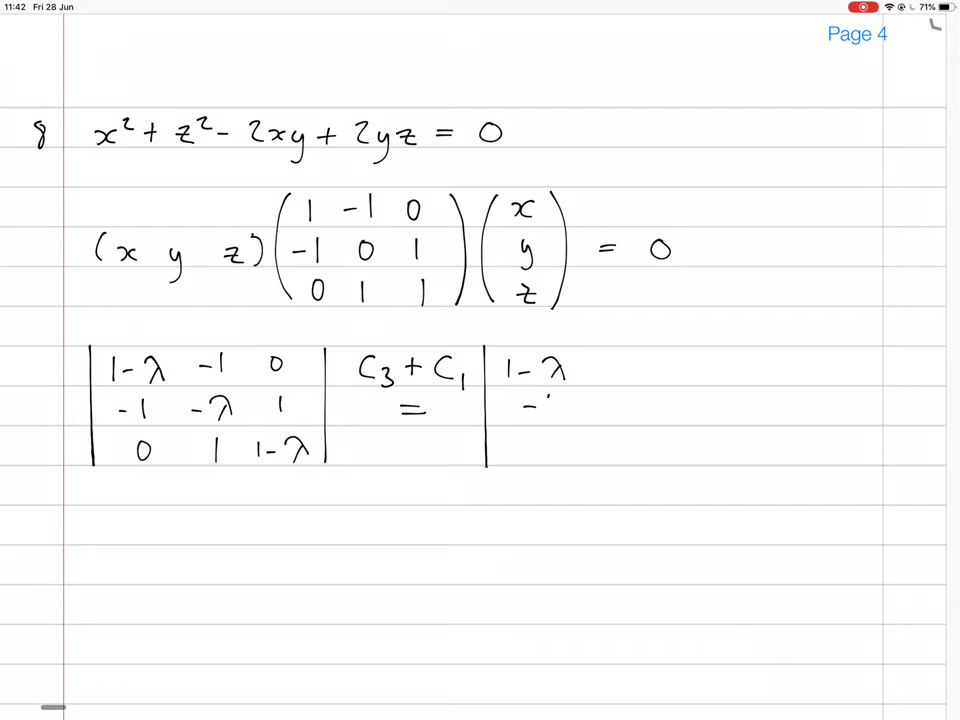 11:42 Fri 28 Jun 71%
Page 4
8 x² + z² - 2xy + 2yz = 0
(x y z) ( 1 -1 0 ) ( x )
( -1 0 1 ) ( y ) = 0
( 0 1 1 ) ( z )
| 1-λ -1 0 | C₃ + C₁ | 1-λ
| -1 -λ 1 | = | -
| 0 1 1-λ | |